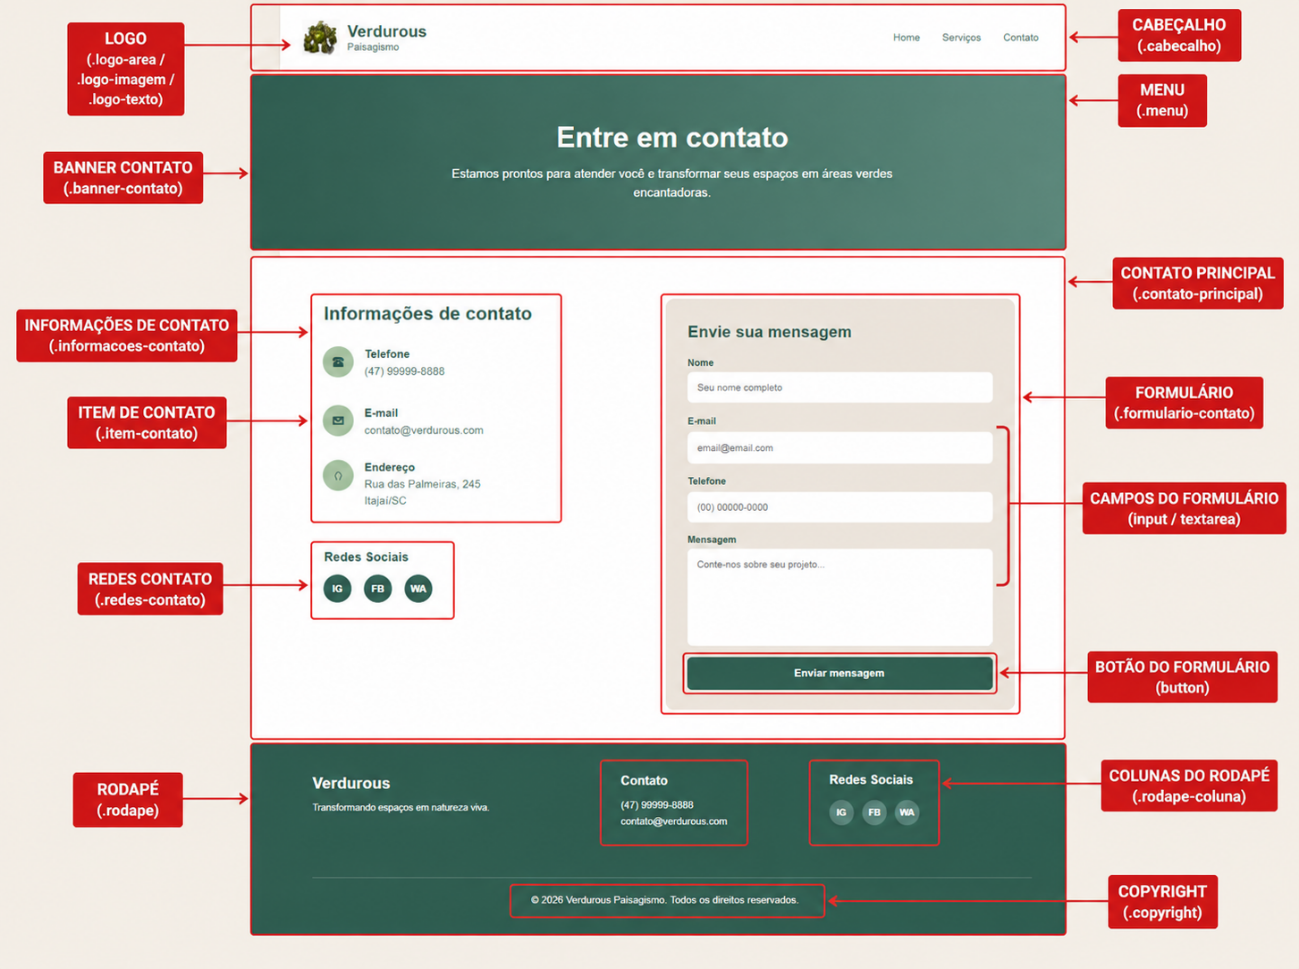 LOGO
(.logo-area /
.logo-imagem /
.logo-texto)
Verdurous
Paisagismo
Home Serviços Contato
CABEÇALHO
(.cabecalho)
MENU
(.menu)
BANNER CONTATO
(.banner-contato)
Entre em contato
Estamos prontos para atender você e transformar seus espaços em áreas verdes
encantadoras.
CONTATO PRINCIPAL
(.contato-principal)
INFORMAÇÕES DE CONTATO
(.informacoes-contato)
ITEM DE CONTATO
(.item-contato)
REDES CONTATO
(.redes-contato)
Informações de contato
Telefone
(47) 99999-8888
E-mail
contato@verdurous.com
Endereço
Rua das Palmeiras, 245
Itajaí/SC
Redes Sociais
IG FB WA
Envie sua mensagem
Nome
Seu nome completo
E-mail
email@email.com
Telefone
(00) 00000-0000
Mensagem
Conte-nos sobre seu projeto...
Enviar mensagem
FORMULÁRIO
(.formulario-contato)
CAMPOS DO FORMULÁRIO
(input / textarea)
BOTÃO DO FORMULÁRIO
(button)
RODAPÉ
(.rodape)
Verdurous
Transformando espaços em natureza viva.
Contato
(47) 99999-8888
contato@verdurous.com
Redes Sociais
IG FB WA
COLUNAS DO RODAPÉ
(.rodape-coluna)
© 2026 Verdurous Paisagismo. Todos os direitos reservados.
COPYRIGHT
(.copyright)